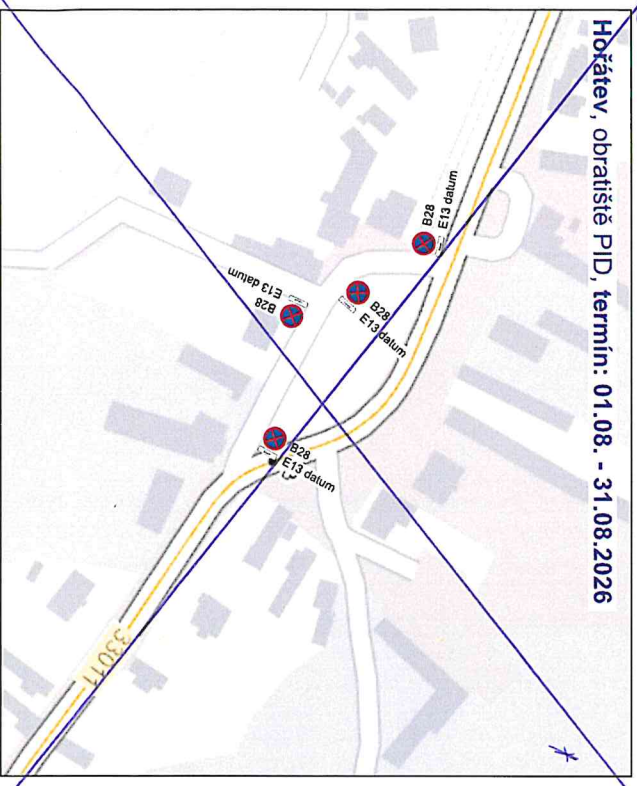 Hořátev, obratiště PID, termín: 01.08. - 31.08.2026
B28
E13 datum
B28
E13 datum
B28
E13 datum
B28
E13 datum
33011